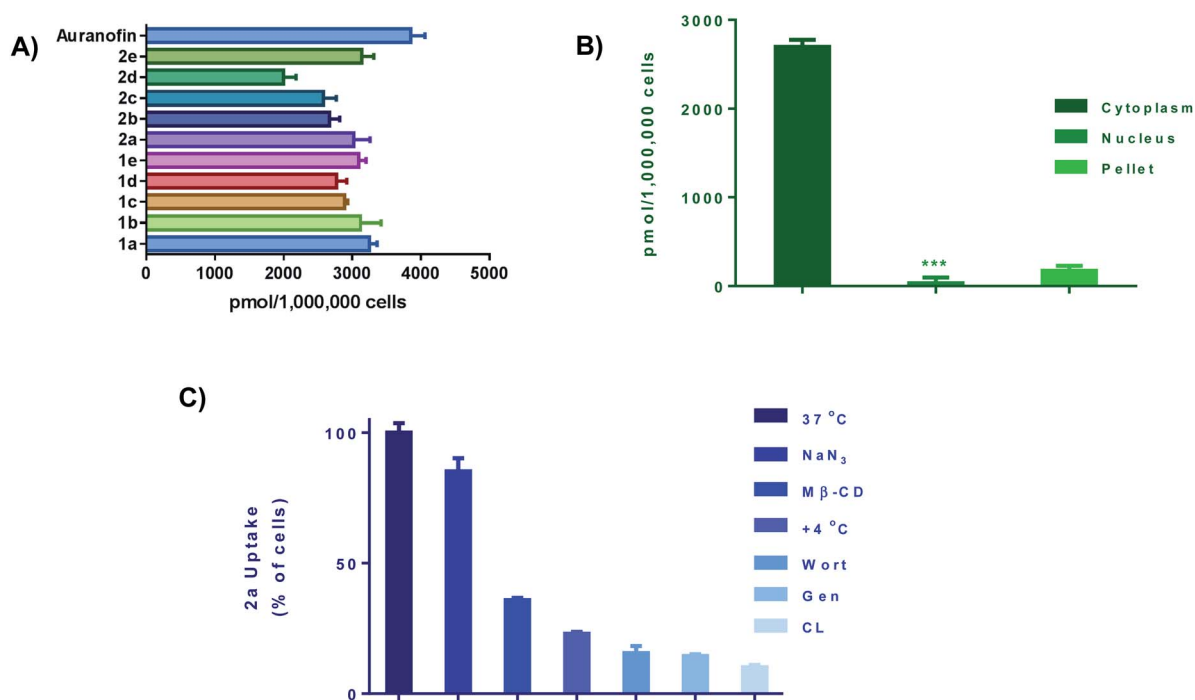 A)
Auranofin
2e
2d
2c
2b
2a
1e
1d
1c
1b
1a
0 1000 2000 3000 4000 5000
pmol/1,000,000 cells
B)
pmol/1,000,000 cells
3000
2000
1000
0
***
Cytoplasm
Nucleus
Pellet
C)
2a Uptake
(% of cells)
100
50
0
37 °C
NaN₃
Mβ-CD
+4 °C
Wort
Gen
CL